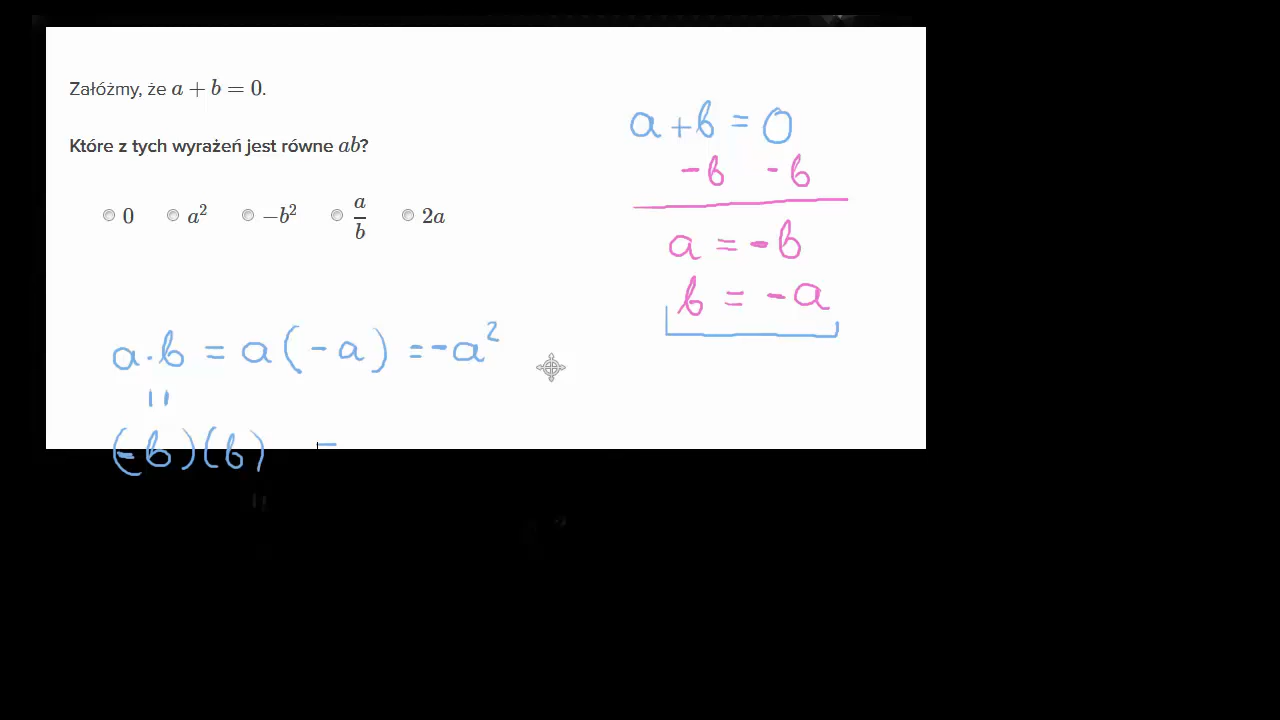 Załóżmy, że a + b = 0.
Które z tych wyrażeń jest równe ab?
0 a² −b² a/b 2a
a + b = 0
-b -b
a = -b
b = -a
a·b = a(-a) = -a²
||
(-b)(b) =